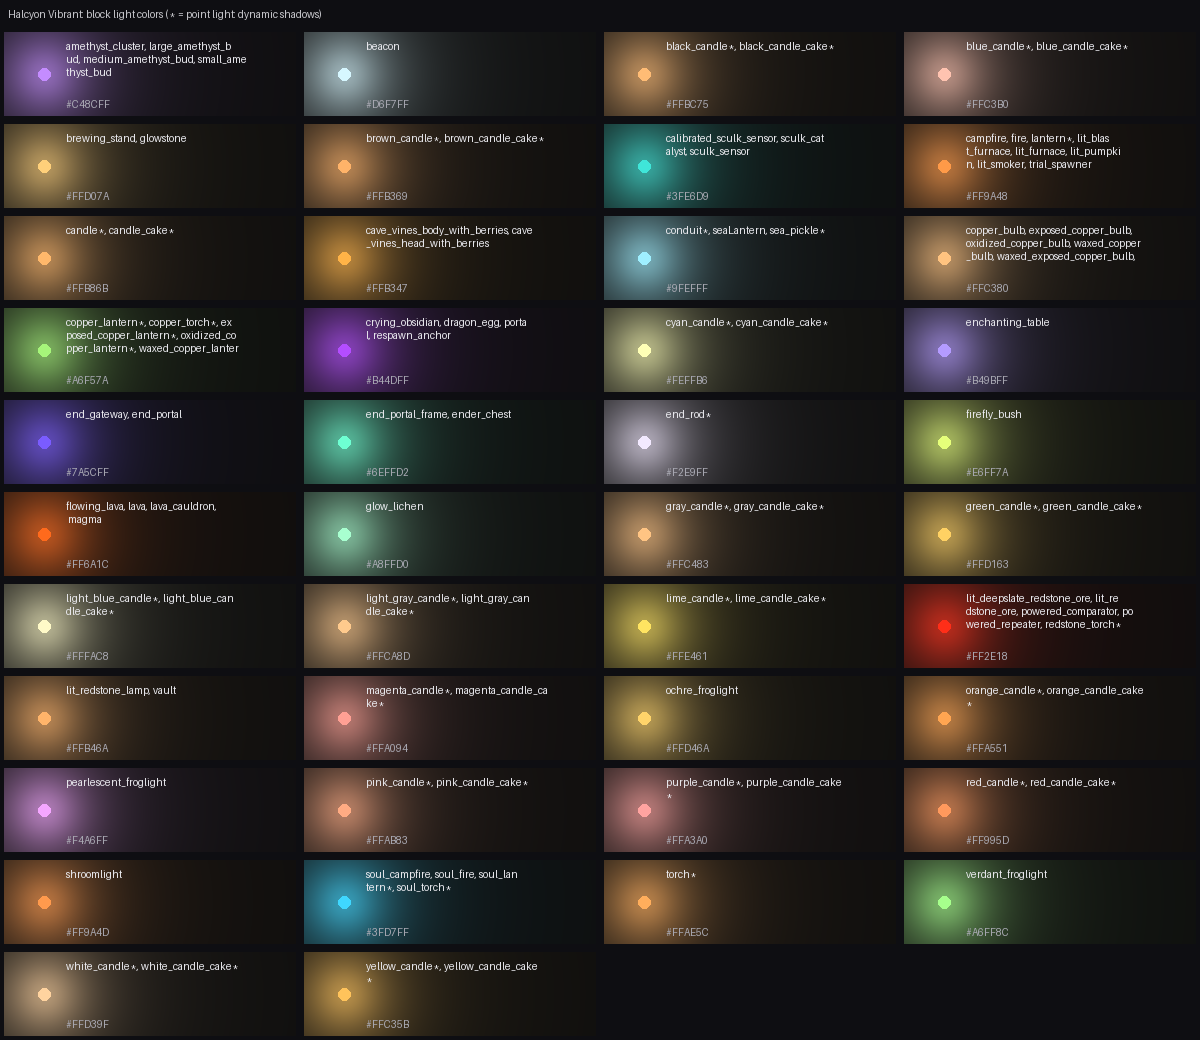 Halcyon Vibrant: block light colors (* = point light: dynamic shadows)
amethyst_cluster, large_amethyst_b
ud, medium_amethyst_bud, small_ame
thyst_bud
#C48CFF
beacon
#D6F7FF
black_candle*, black_candle_cake*
#FFBC75
blue_candle*, blue_candle_cake*
#FFC3B0
brewing_stand, glowstone
#FFD07A
brown_candle*, brown_candle_cake*
#FFB369
calibrated_sculk_sensor, sculk_cat
alyst, sculk_sensor
#3FE6D9
campfire, fire, lantern*, lit_blas
t_furnace, lit_furnace, lit_pumpki
n, lit_smoker, trial_spawner
#FF9A48
candle*, candle_cake*
#FFB86B
cave_vines_body_with_berries, cave
_vines_head_with_berries
#FFB347
conduit*, seaLantern, sea_pickle*
#9FEFFF
copper_bulb, exposed_copper_bulb,
oxidized_copper_bulb, waxed_copper
_bulb, waxed_exposed_copper_bulb,
#FFC380
copper_lantern*, copper_torch*, ex
posed_copper_lantern*, oxidized_co
pper_lantern*, waxed_copper_lanter
#A6F57A
crying_obsidian, dragon_egg, porta
l, respawn_anchor
#B44DFF
cyan_candle*, cyan_candle_cake*
#FEFFB6
enchanting_table
#B49BFF
end_gateway, end_portal
#7A5CFF
end_portal_frame, ender_chest
#6EFFD2
end_rod*
#F2E9FF
firefly_bush
#E6FF7A
flowing_lava, lava, lava_cauldron,
magma
#FF6A1C
glow_lichen
#A8FFD0
gray_candle*, gray_candle_cake*
#FFC483
green_candle*, green_candle_cake*
#FFD163
light_blue_candle*, light_blue_can
dle_cake*
#FFFAC8
light_gray_candle*, light_gray_can
dle_cake*
#FFCA8D
lime_candle*, lime_candle_cake*
#FFE461
lit_deepslate_redstone_ore, lit_re
dstone_ore, powered_comparator, po
wered_repeater, redstone_torch*
#FF2E18
lit_redstone_lamp, vault
#FFB46A
magenta_candle*, magenta_candle_ca
ke*
#FFA094
ochre_froglight
#FFD46A
orange_candle*, orange_candle_cake
*
#FFA551
pearlescent_froglight
#F4A6FF
pink_candle*, pink_candle_cake*
#FFAB83
purple_candle*, purple_candle_cake
*
#FFA3A0
red_candle*, red_candle_cake*
#FF995D
shroomlight
#FF9A4D
soul_campfire, soul_fire, soul_lan
tern*, soul_torch*
#3FD7FF
torch*
#FFAE5C
verdant_froglight
#A6FF8C
white_candle*, white_candle_cake*
#FFD39F
yellow_candle*, yellow_candle_cake
*
#FFC35B